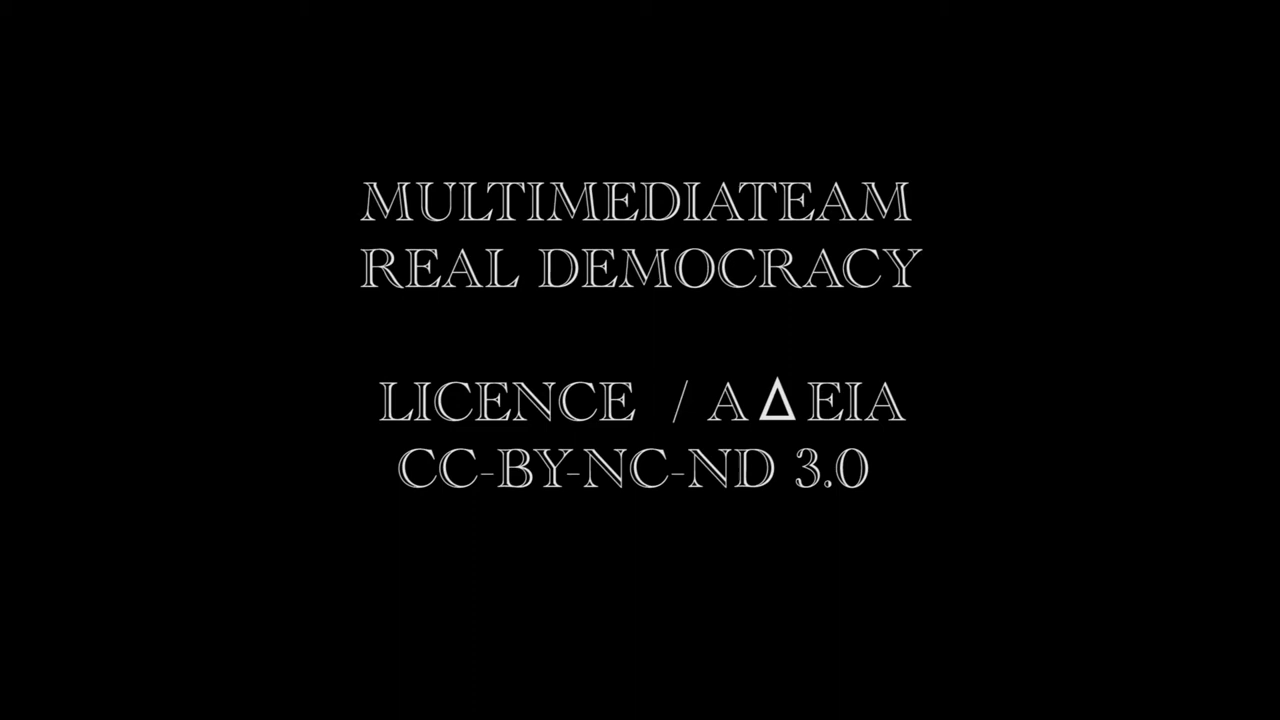 MULTIMEDIATEAM
REAL DEMOCRACY
LICENCE / ΑΔΕΙΑ
CC-BY-NC-ND 3.0